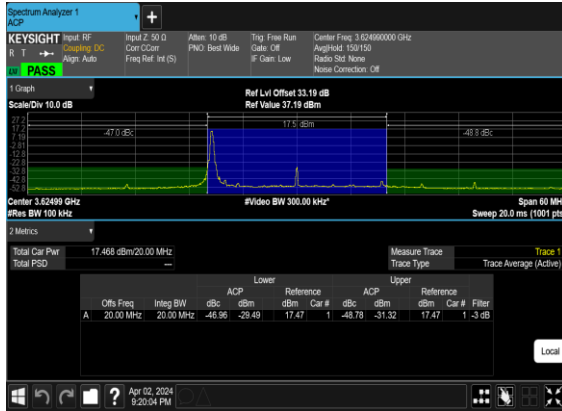 Spectrum Analyzer 1
ACP
+
KEYSIGHT Input: RF Input Z: 50 Ω Atten: 10 dB Trig: Free Run Center Freq: 3.624990000 GHz
R T Coupling: DC Corr CCorr PNO: Best Wide Gate: Off Avg|Hold: 150/150
Align: Auto Freq Ref: Int (S) IF Gain: Low Radio Std: None
LXI PASS Noise Correction: Off
1 Graph
Ref Lvl Offset 33.19 dB
Scale/Div 10.0 dB Ref Value 37.19 dBm
27.2
17.2 17.5 dBm
7.19 -47.0 dBc -48.8 dBc
-2.81
-12.8
-22.8
-32.8
-42.8
-52.8
Center 3.62499 GHz #Video BW 300.00 kHz* Span 60 MH
#Res BW 100 kHz Sweep 20.0 ms (1001 pts
2 Metrics
Total Car Pwr 17.468 dBm/20.00 MHz Measure Trace Trace 1
Total PSD --- Trace Type Trace Average (Active)
Lower Upper
ACP Reference ACP Reference
Offs Freq Integ BW dBc dBm dBm Car # dBc dBm dBm Car # Filter
A 20.00 MHz 20.00 MHz -46.96 -29.49 17.47 1 -48.78 -31.32 17.47 1 -3 dB
Local
? Apr 02, 2024
9:20:04 PM